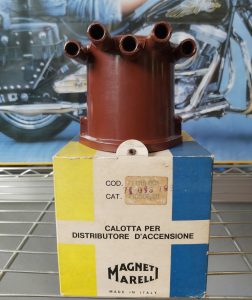 COD.
CAT.
CALOTTA PER
DISTRIBUTORE D'ACCENSIONE
MAGNETI
MARELLI
MADE IN ITALY